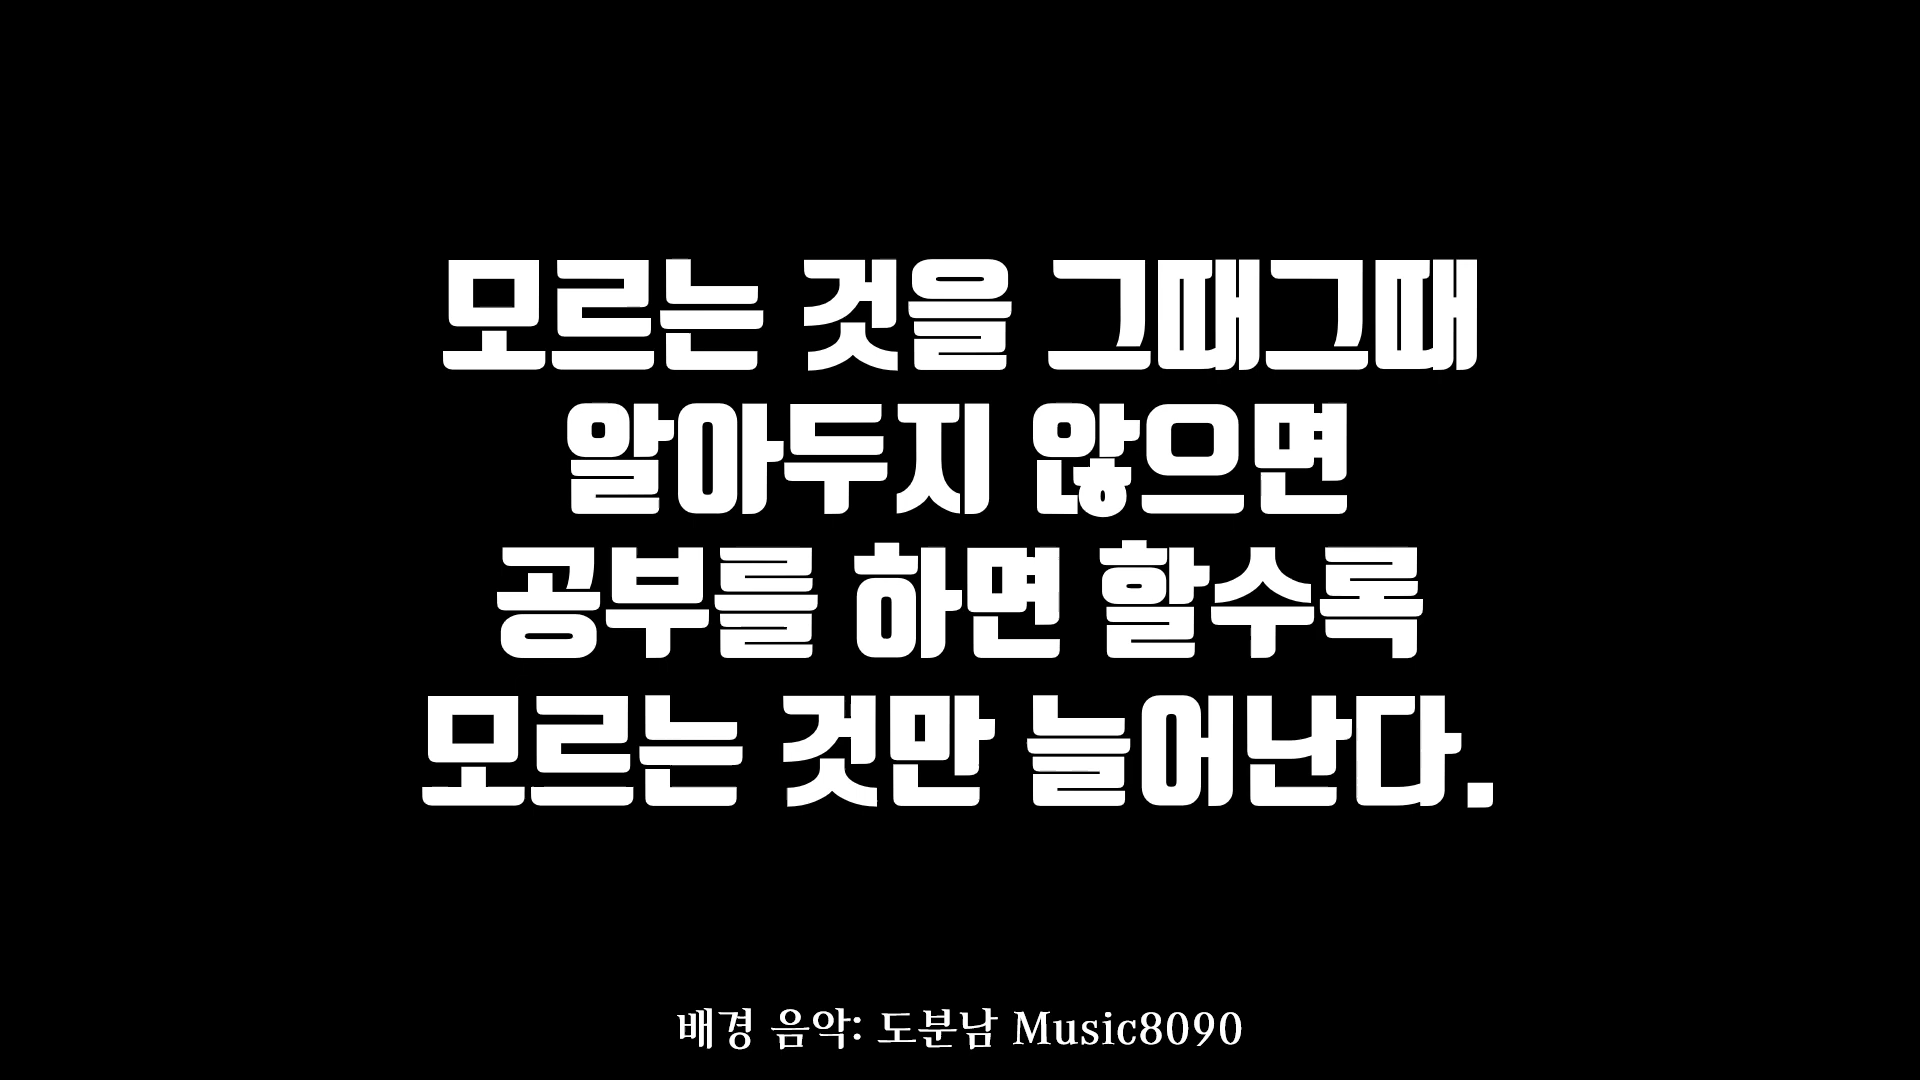 모르는 것을 그때그때
알아두지 않으면
공부를 하면 할수록
모르는 것만 늘어난다.
배경 음악: 도분남 Music8090